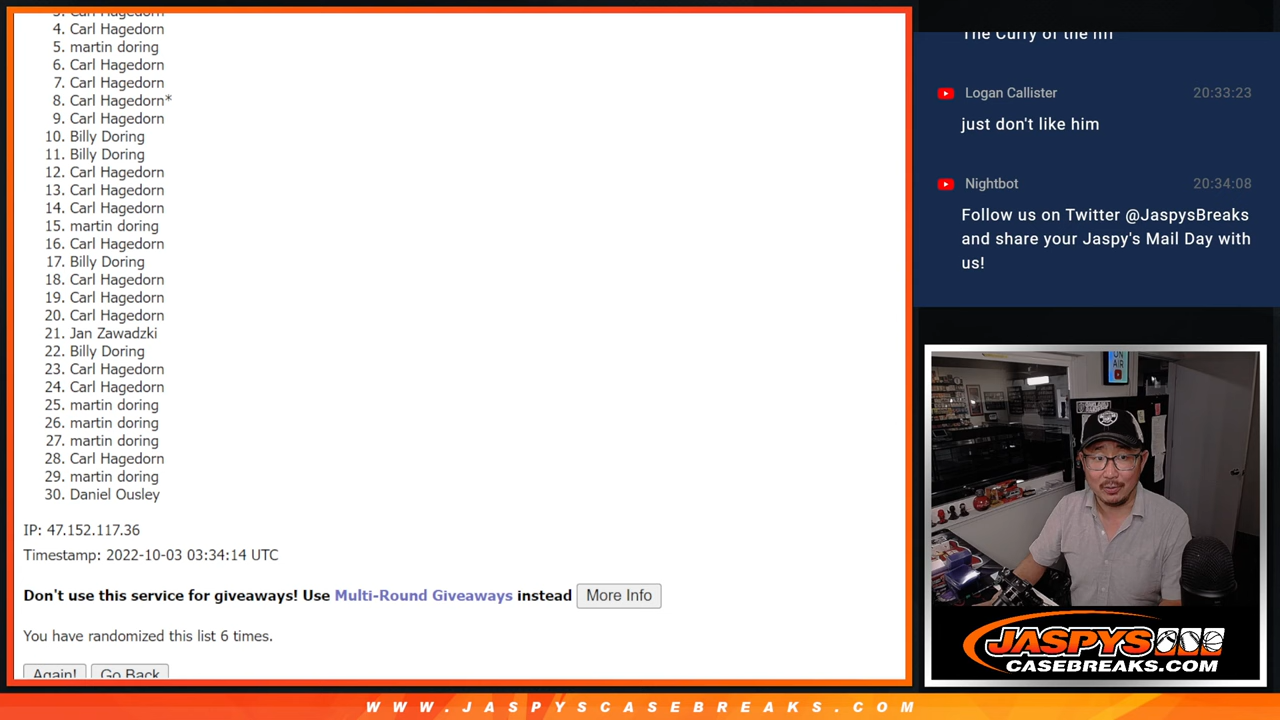 3. Carl Hagedorn
4. Carl Hagedorn
5. martin doring
6. Carl Hagedorn
7. Carl Hagedorn
8. Carl Hagedorn*
9. Carl Hagedorn
10. Billy Doring
11. Billy Doring
12. Carl Hagedorn
13. Carl Hagedorn
14. Carl Hagedorn
15. martin doring
16. Carl Hagedorn
17. Billy Doring
18. Carl Hagedorn
19. Carl Hagedorn
20. Carl Hagedorn
21. Jan Zawadzki
22. Billy Doring
23. Carl Hagedorn
24. Carl Hagedorn
25. martin doring
26. martin doring
27. martin doring
28. Carl Hagedorn
29. martin doring
30. Daniel Ousley
IP: 47.152.117.36
Timestamp: 2022-10-03 03:34:14 UTC
Don't use this service for giveaways! Use Multi-Round Giveaways instead More Info
You have randomized this list 6 times.
Again! Go Back
The Curry of the nfl
Logan Callister 20:33:23
just don't like him
Nightbot 20:34:08
Follow us on Twitter @JaspysBreaks
and share your Jaspy's Mail Day with
us!
ON
AIR
JASPYS
CASEBREAKS.COM
WWW.JASPYSCASEBREAKS.COM